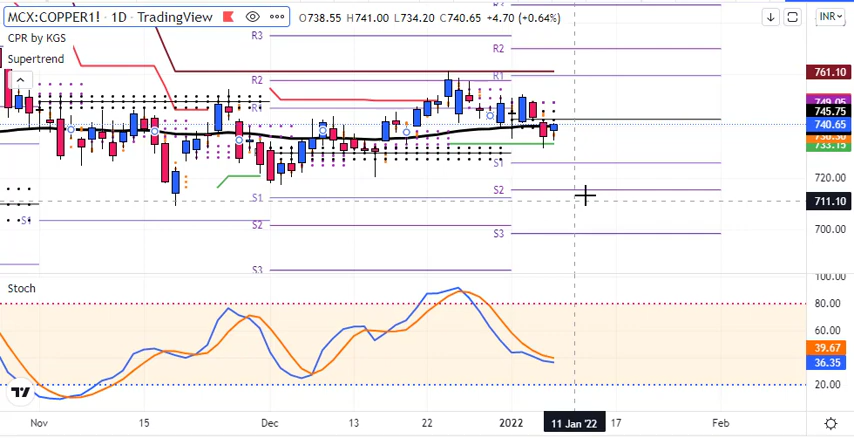 MCX:COPPER1! · 1D · TradingView O738.55 H741.00 L734.20 C740.65 +4.70 (+0.64%) INR
CPR by KGS
Supertrend
R3
R2
R2
R1
R1
S1
S1
S2
S1
S2
S3
S3
761.10
749.05
745.75
740.65
733.15
720.00
711.10
700.00
Stoch
100.00
80.00
60.00
39.67
36.35
20.00
Nov 15 Dec 13 22 2022 11 Jan '22 17 Feb